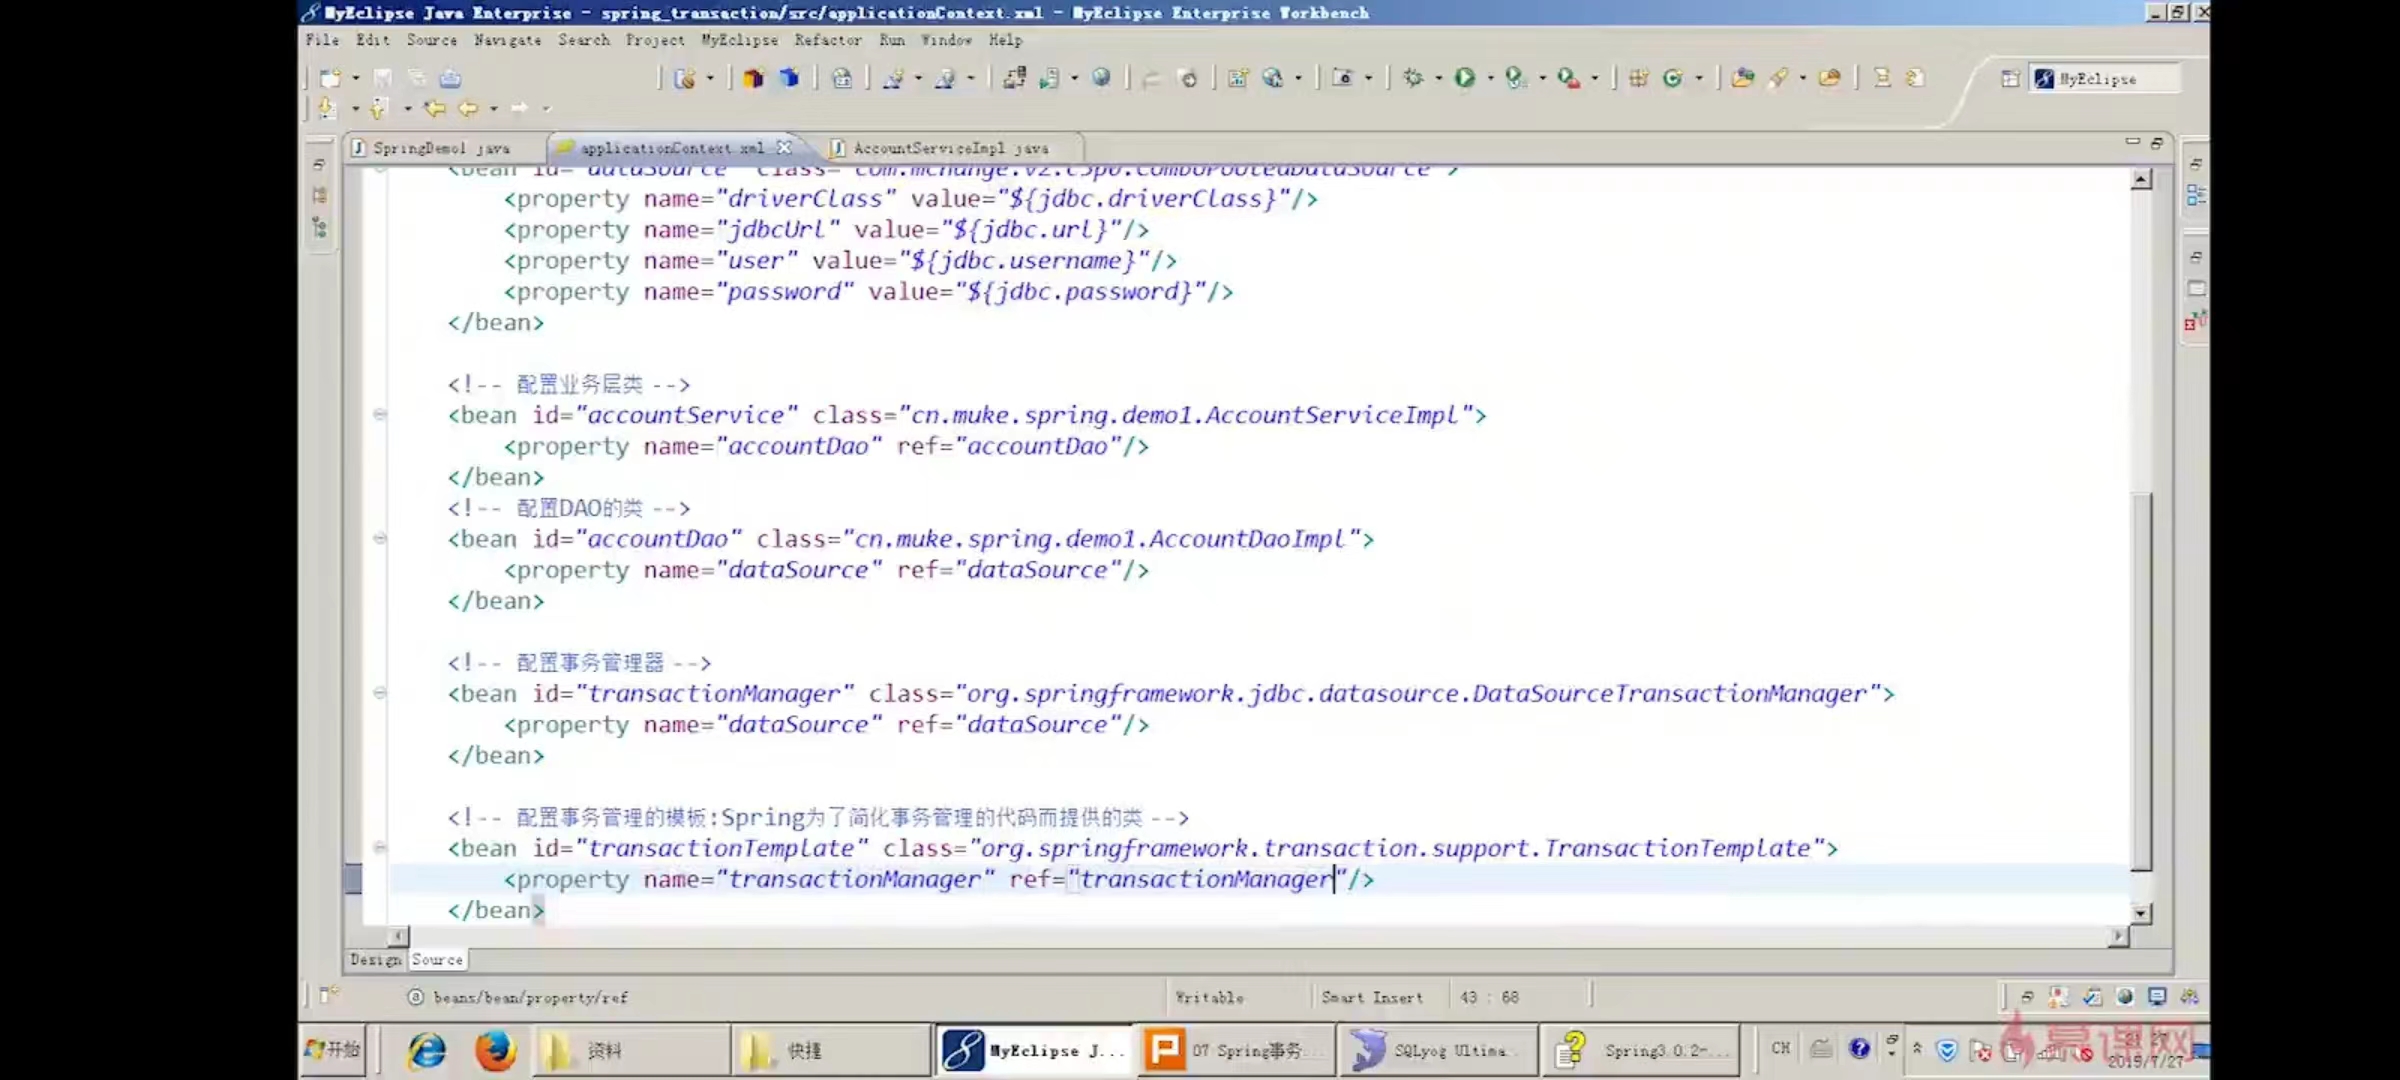 MyEclipse Java Enterprise - spring_transaction/src/applicationContext.xml - MyEclipse Enterprise Workbench
File Edit Source Navigate Search Project MyEclipse Refactor Run Window Help
MyEclipse
SpringDemo1 java applicationContext xml AccountServiceImpl java
<bean id="dataSource" class="com.mchange.v2.c3p0.ComboPooledDataSource">
<property name="driverClass" value="${jdbc.driverClass}"/>
<property name="jdbcUrl" value="${jdbc.url}"/>
<property name="user" value="${jdbc.username}"/>
<property name="password" value="${jdbc.password}"/>
</bean>
<!-- 配置业务层类 -->
<bean id="accountService" class="cn.muke.spring.demo1.AccountServiceImpl">
<property name="accountDao" ref="accountDao"/>
</bean>
<!-- 配置DAO的类 -->
<bean id="accountDao" class="cn.muke.spring.demo1.AccountDaoImpl">
<property name="dataSource" ref="dataSource"/>
</bean>
<!-- 配置事务管理器 -->
<bean id="transactionManager" class="org.springframework.jdbc.datasource.DataSourceTransactionManager">
<property name="dataSource" ref="dataSource"/>
</bean>
<!-- 配置事务管理的模板:Spring为了简化事务管理的代码而提供的类 -->
<bean id="transactionTemplate" class="org.springframework.transaction.support.TransactionTemplate">
<property name="transactionManager" ref="transactionManager"/>
</bean>
Design Source
beans/bean/property/ref Writable Smart Insert 43 : 68
开始 资料 快捷 MyEclipse J... 07 Spring事务... SQLyog Ultima... Spring3.0.2-... CH
慕课网